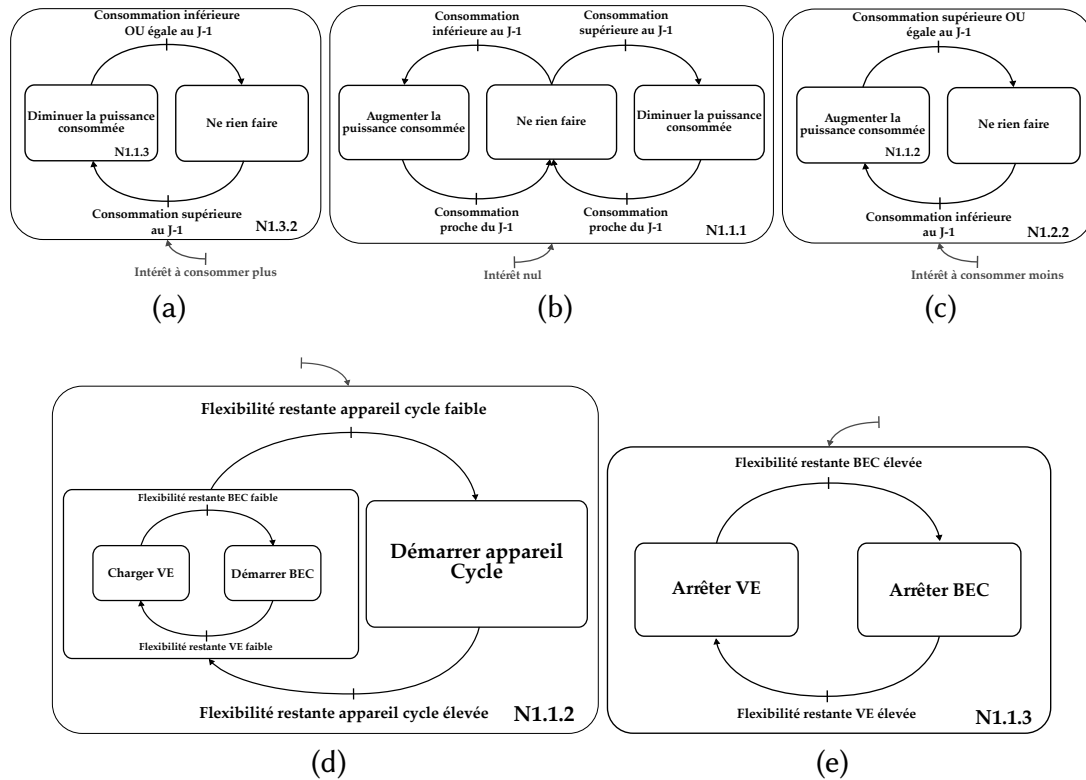 Consommation inférieure
OU égale au J-1
Diminuer la puissance
consommée
N1.1.3
Ne rien faire
Consommation supérieure
au J-1
N1.3.2
Intérêt à consommer plus
(a)
Consommation
inférieure au J-1
Consommation
supérieure au J-1
Augmenter la
puissance consommée
Ne rien faire
Diminuer la puissance
consommée
Consommation
proche du J-1
Consommation
proche du J-1
N1.1.1
Intérêt nul
(b)
Consommation supérieure OU
égale au J-1
Augmenter la
puissance consommée
N1.1.2
Ne rien faire
Consommation inférieure
au J-1
N1.2.2
Intérêt à consommer moins
(c)
Flexibilité restante appareil cycle faible
Flexibilité restante BEC faible
Charger VE
Démarrer BEC
Flexibilité restante VE faible
Démarrer appareil
Cycle
Flexibilité restante appareil cycle élevée
N1.1.2
(d)
Flexibilité restante BEC élevée
Arrêter VE
Arrêter BEC
Flexibilité restante VE élevée
N1.1.3
(e)